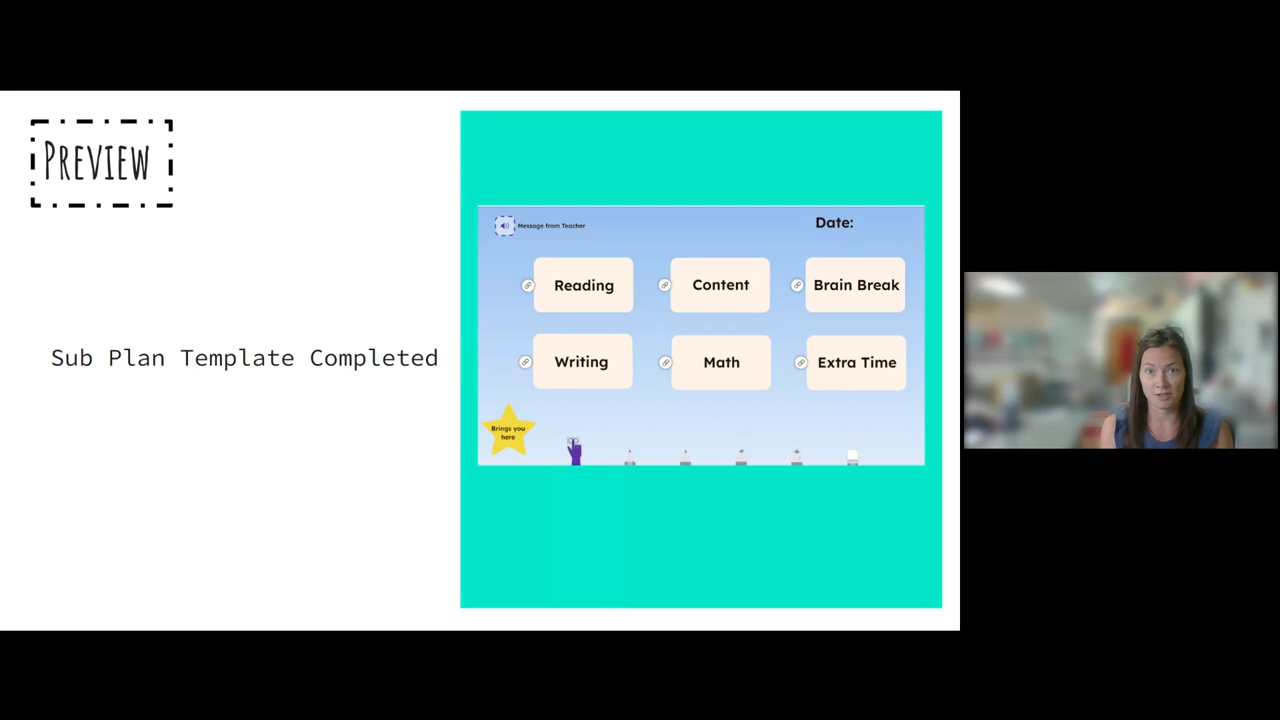 PREVIEW
Sub Plan Template Completed
Message from Teacher
Date:
Reading
Content
Brain Break
Writing
Math
Extra Time
Brings you
here